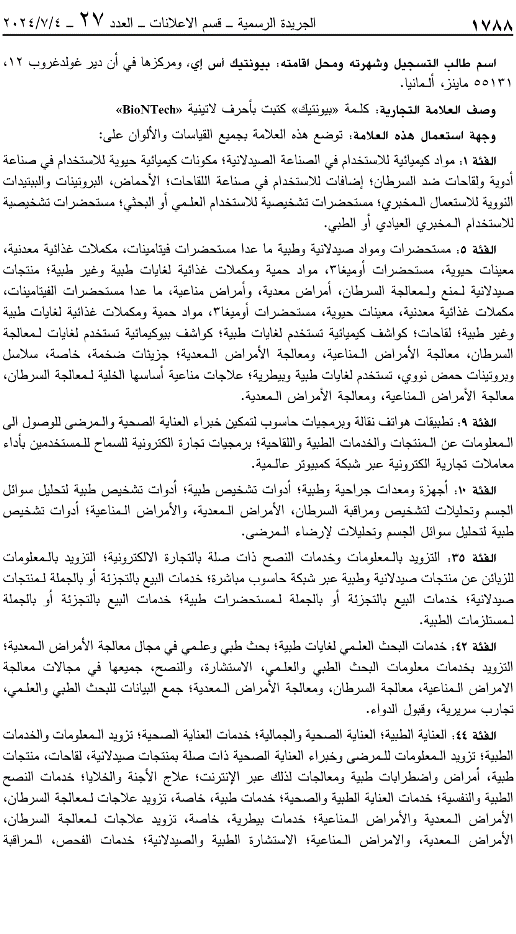 ١٧٨٨
الجريدة الرسمية – قسم الاعلانات – العدد ٢٧ – ٢٠٢٤/٧/٤
اسم طالب التسجيل وشهرته ومحل اقامته: بيونتيك أس إي، ومركزها في أن دير غولدغروب ١٢،
٥٥١٣١ ماينز، ألمانيا.
وصف العلامة التجارية: كلمة «بيونتيك» كتبت بأحرف لاتينية «BioNTech»
وجهة استعمال هذه العلامة: توضع هذه العلامة بجميع القياسات والألوان على:
الفئة ١: مواد كيميائية للاستخدام في الصناعة الصيدلانية؛ مكونات كيميائية حيوية للاستخدام في صناعة
أدوية ولقاحات ضد السرطان؛ إضافات للاستخدام في صناعة اللقاحات؛ الأحماض، البروتينات والببتيدات
النووية للاستعمال المخبري؛ مستحضرات تشخيصية للاستخدام العلمي أو البحثي؛ مستحضرات تشخيصية
للاستخدام المخبري العيادي أو الطبي.
الفئة ٥: مستحضرات ومواد صيدلانية وطبية ما عدا مستحضرات فيتامينات، مكملات غذائية معدنية،
معينات حيوية، مستحضرات أوميغا٣، مواد حمية ومكملات غذائية لغايات طبية وغير طبية؛ منتجات
صيدلانية لمنع ولمعالجة السرطان، أمراض معدية، وأمراض مناعية، ما عدا مستحضرات الفيتامينات،
مكملات غذائية معدنية، معينات حيوية، مستحضرات أوميغا٣، مواد حمية ومكملات غذائية لغايات طبية
وغير طبية؛ لقاحات؛ كواشف كيميائية تستخدم لغايات طبية؛ كواشف بيوكيمائية تستخدم لغايات لمعالجة
السرطان، معالجة الأمراض المناعية، ومعالجة الأمراض المعدية؛ جزيئات ضخمة، خاصة، سلاسل
وبروتينات حمض نووي، تستخدم لغايات طبية وبيطرية؛ علاجات مناعية أساسها الخلية لمعالجة السرطان،
معالجة الأمراض المناعية، ومعالجة الأمراض المعدية.
الفئة ٩: تطبيقات هواتف نقالة وبرمجيات حاسوب لتمكين خبراء العناية الصحية والمرضى للوصول الى
المعلومات عن المنتجات والخدمات الطبية واللقاحية؛ برمجيات تجارة الكترونية للسماح للمستخدمين بأداء
معاملات تجارية الكترونية عبر شبكة كمبيوتر عالمية.
الفئة ١٠: أجهزة ومعدات جراحية وطبية؛ أدوات تشخيص طبية؛ أدوات تشخيص طبية لتحليل سوائل
الجسم وتحليلات لتشخيص ومراقبة السرطان، الأمراض المعدية، والأمراض المناعية؛ أدوات تشخيص
طبية لتحليل سوائل الجسم وتحليلات لإرضاء المرضى.
الفئة ٣٥: التزويد بالمعلومات وخدمات النصح ذات صلة بالتجارة الالكترونية؛ التزويد بالمعلومات
للزبائن عن منتجات صيدلانية وطبية عبر شبكة حاسوب مباشرة؛ خدمات البيع بالتجزئة أو بالجملة لمنتجات
صيدلانية؛ خدمات البيع بالتجزئة أو بالجملة لمستحضرات طبية؛ خدمات البيع بالتجزئة أو بالجملة
لمستلزمات الطبية.
الفئة ٤٢: خدمات البحث العلمي لغايات طبية؛ بحث طبي وعلمي في مجال معالجة الأمراض المعدية؛
التزويد بخدمات معلومات البحث الطبي والعلمي، الاستشارة، والنصح، جميعها في مجالات معالجة
الامراض المناعية، معالجة السرطان، ومعالجة الأمراض المعدية؛ جمع البيانات للبحث الطبي والعلمي،
تجارب سريرية، وقبول الدواء.
الفئة ٤٤: العناية الطبية؛ العناية الصحية والجمالية؛ خدمات العناية الصحية؛ تزويد المعلومات والخدمات
الطبية؛ تزويد المعلومات للمرضى وخبراء العناية الصحية ذات صلة بمنتجات صيدلانية، لقاحات، منتجات
طبية، أمراض واضطرابات طبية ومعالجات لذلك عبر الإنترنت؛ علاج الأجنة والخلايا؛ خدمات النصح
الطبية والنفسية؛ خدمات العناية الطبية والصحية؛ خدمات طبية، خاصة، تزويد علاجات لمعالجة السرطان،
الأمراض المعدية والأمراض المناعية؛ خدمات بيطرية، خاصة، تزويد علاجات لمعالجة السرطان،
الأمراض المعدية، والامراض المناعية؛ الاستشارة الطبية والصيدلانية؛ خدمات الفحص، المراقبة